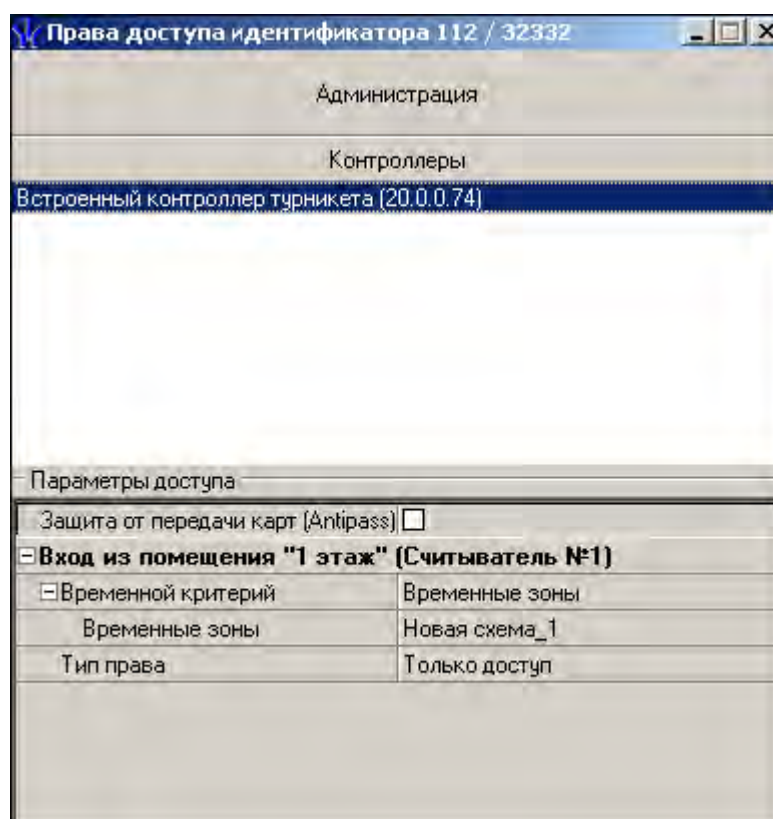 Права доступа идентификатора 112 / 32332
Администрация
Контроллеры
Встроенный контроллер турникета (20.0.0.74)
Параметры доступа
Защита от передачи карт (Antipass)
Вход из помещения "1 этаж" (Считыватель №1)
Временной критерий Временные зоны
Временные зоны Новая схема_1
Тип права Только доступ